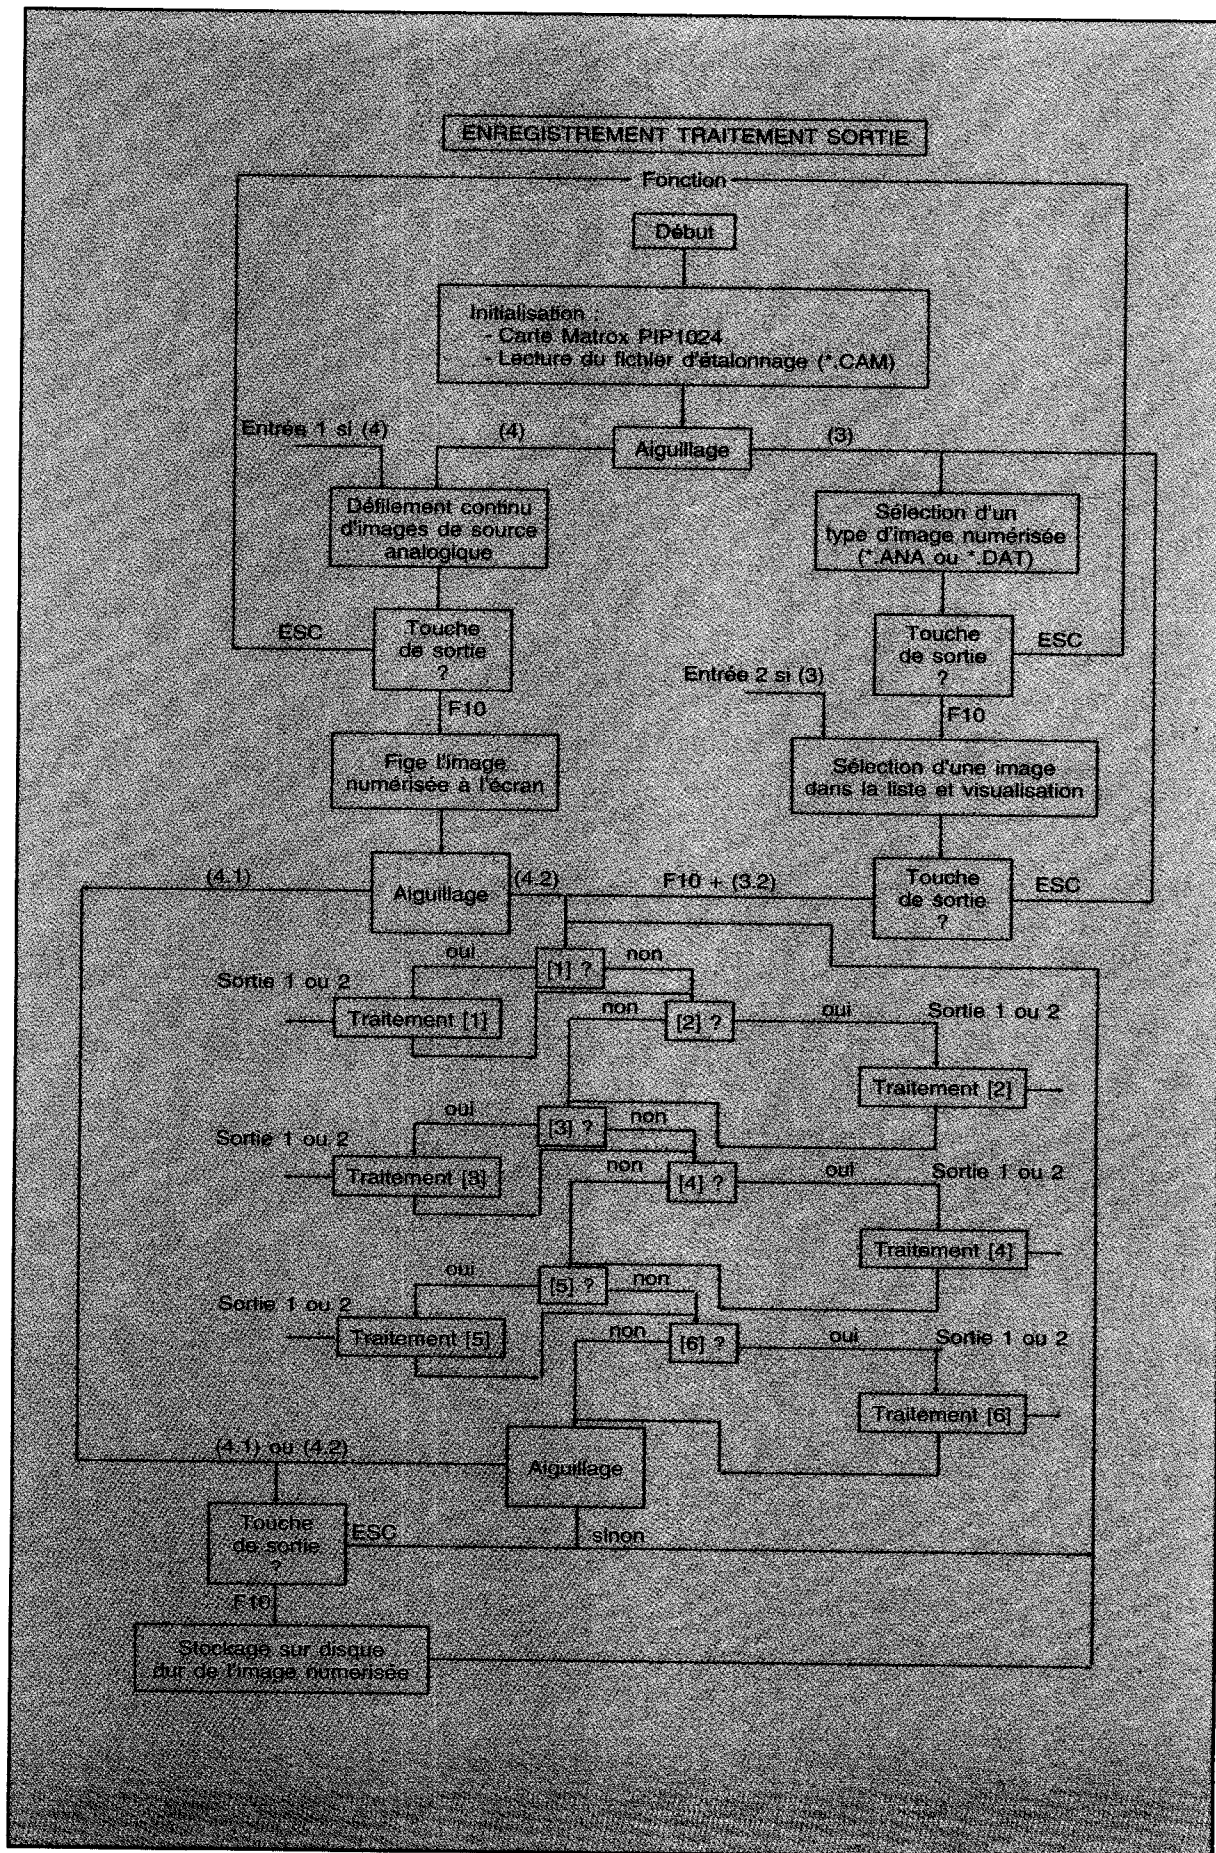 ENREGISTREMENT TRAITEMENT SORTIE
Fonction
Début
Initialisation :
- Carte Matrox PIP1024
- Lecture du fichier d'étalonnage (*.CAM)
Entrée 1 si (4)
(4)
Aiguillage
(3)
Défilement continu
d'images de source
analogique
Sélection d'un
type d'image numérisée
(*.ANA ou *.DAT)
ESC
Touche
de sortie
?
Touche
de sortie
?
ESC
Entrée 2 si (3)
F10
F10
Fige l'image
numérisée à l'écran
Sélection d'une image
dans la liste et visualisation
(4.1)
Aiguillage
(4.2)
F10 + (3.2)
Touche
de sortie
?
ESC
oui
[1] ?
non
Sortie 1 ou 2
Traitement [1]
non
[2] ?
oui
Sortie 1 ou 2
Traitement [2]
oui
[3] ?
non
Sortie 1 ou 2
Traitement [3]
non
[4] ?
oui
Sortie 1 ou 2
Traitement [4]
oui
[5] ?
non
Sortie 1 ou 2
Traitement [5]
non
[6] ?
oui
Sortie 1 ou 2
Traitement [6]
(4.1) ou (4.2)
Aiguillage
Touche
de sortie
?
ESC
sinon
F10
Stockage sur disque
dur de l'image numérisée